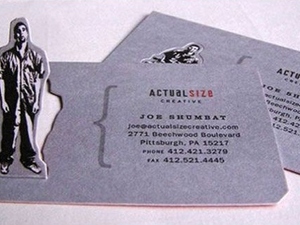 ACTUALSIZE
CREATIVE
JOE SHUMBAT
joe@actualsizecreative.com
2771 Beechwood Boulevard
Pittsburgh, PA 15217
PHONE 412.421.3279
FAX 412.521.4445